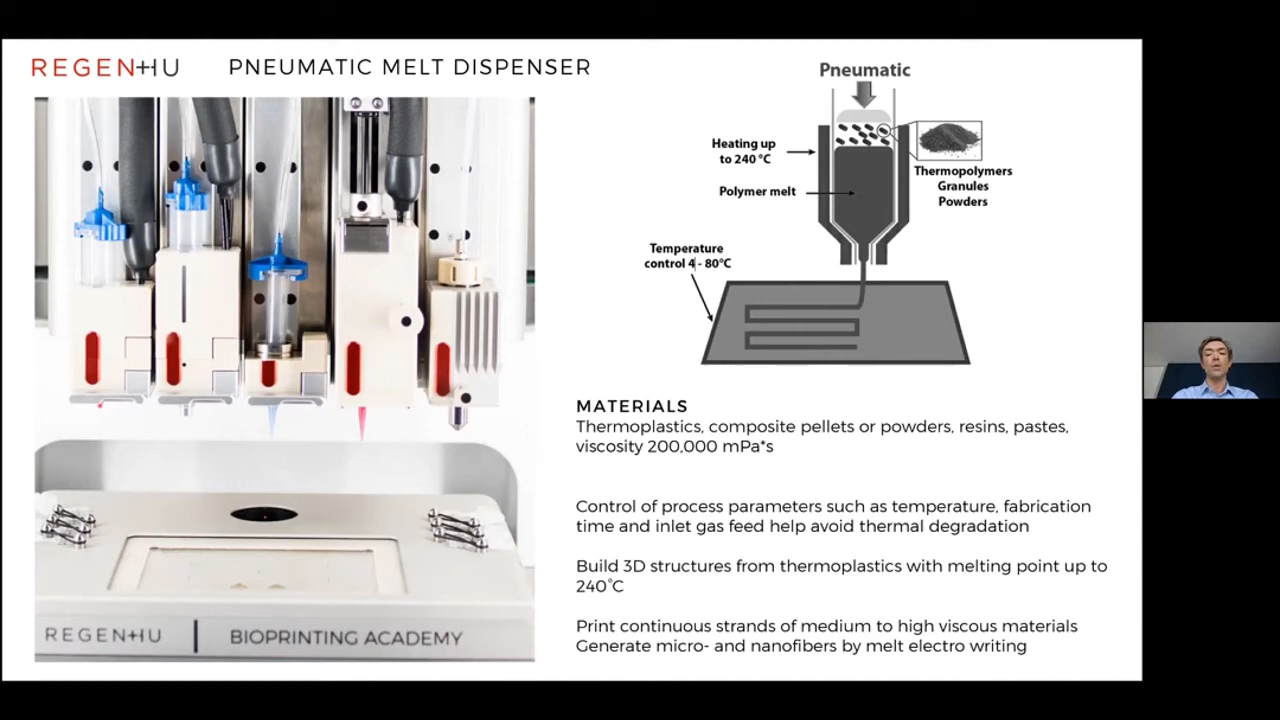 REGENHU
PNEUMATIC MELT DISPENSER
Pneumatic
Heating up
to 240 °C
Polymer melt
Thermopolymers
Granules
Powders
Temperature
control 4 - 80°C
MATERIALS
Thermoplastics, composite pellets or powders, resins, pastes,
viscosity 200,000 mPa*s
Control of process parameters such as temperature, fabrication
time and inlet gas feed help avoid thermal degradation
Build 3D structures from thermoplastics with melting point up to
240°C
Print continuous strands of medium to high viscous materials
Generate micro- and nanofibers by melt electro writing
REGENHU | BIOPRINTING ACADEMY